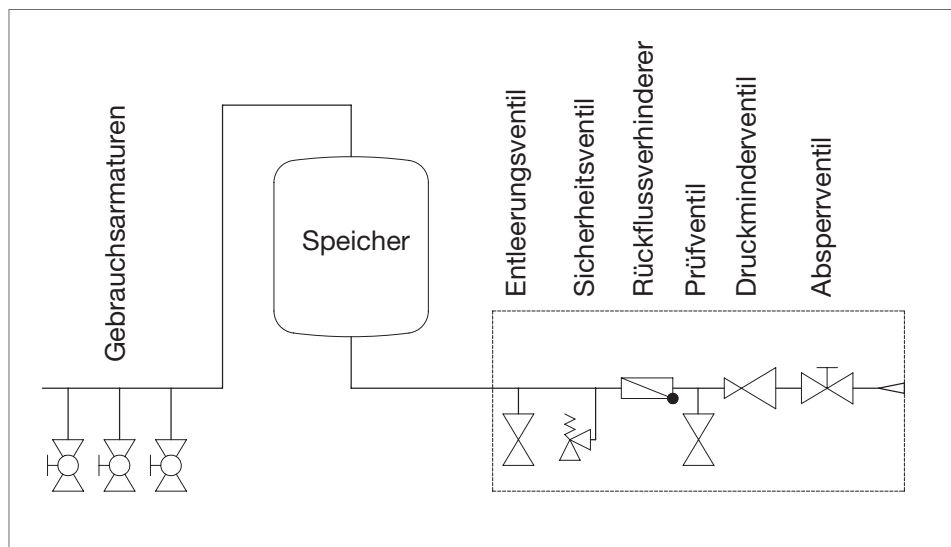 Gebrauchsarmaturen
Speicher
Entleerungsventil
Sicherheitsventil
Rückflussverhinderer
Prüfventil
Druckminderventil
Absperrventil